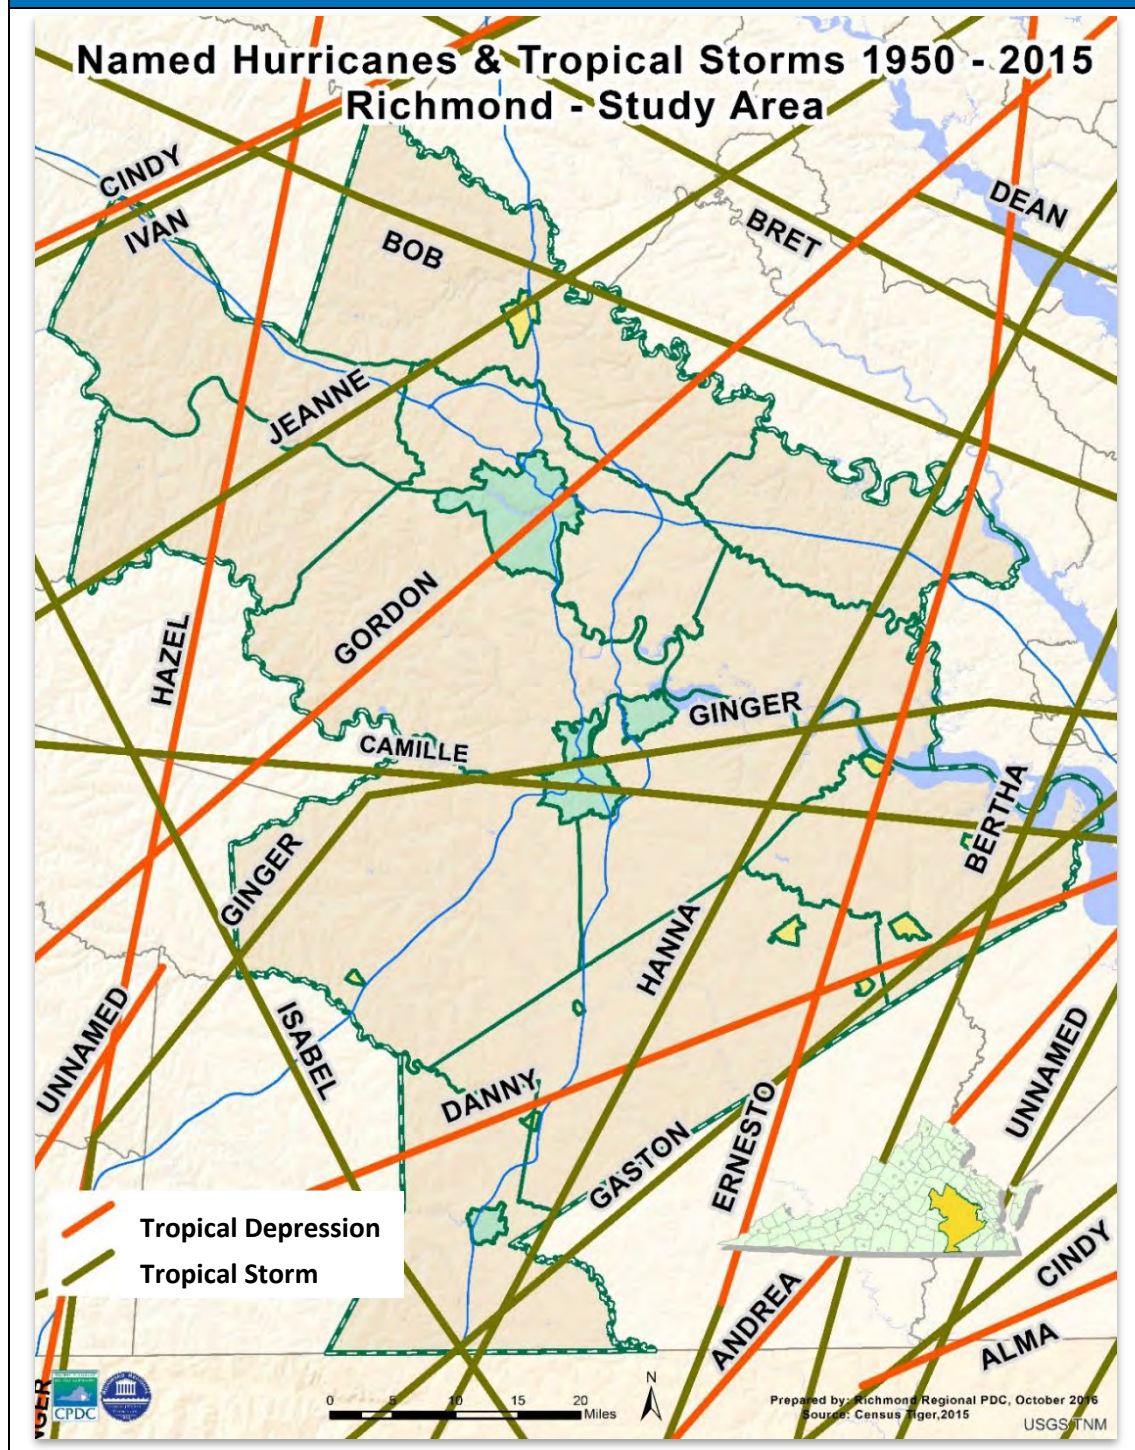 Named Hurricanes & Tropical Storms 1950 - 2015
Richmond - Study Area
CINDY
IVAN
BOB
BRET
DEAN
JEANNE
GORDON
HAZEL
GINGER
CAMILLE
BERTHA
GINGER
HANNA
UNNAMED
ISABEL
DANNY
GASTON
ERNESTO
UNNAMED
Tropical Depression
Tropical Storm
ANDREA
CINDY
ALMA
NGER
CPDC
0 5 10 15 20
Miles
N
Prepared by: Richmond Regional PDC, October 2016
Source: Census Tiger,2015
USGS TNM